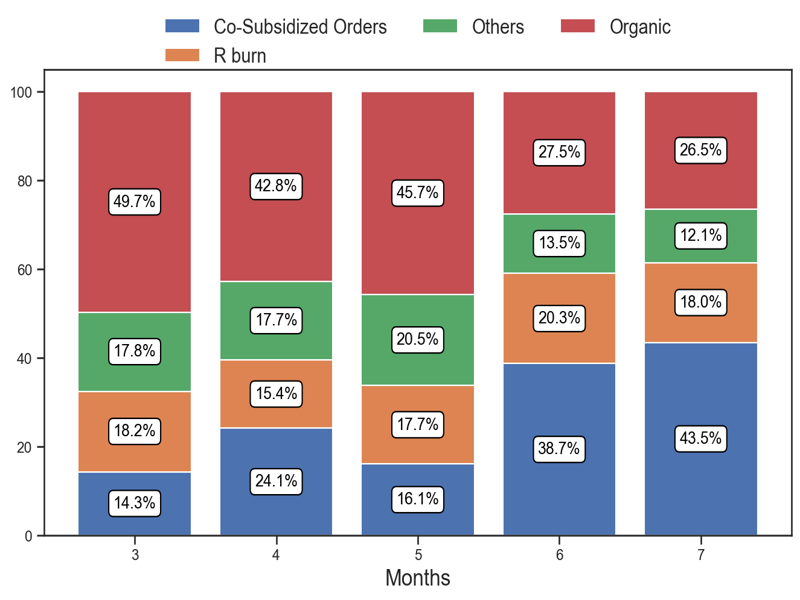 Co-Subsidized Orders Others Organic
R burn
100
80
60
40
20
0
49.7% 42.8% 45.7% 27.5% 26.5%
17.8% 17.7% 20.5% 13.5% 12.1%
18.2% 15.4% 17.7% 20.3% 18.0%
14.3% 24.1% 16.1% 38.7% 43.5%
3 4 5 6 7
Months